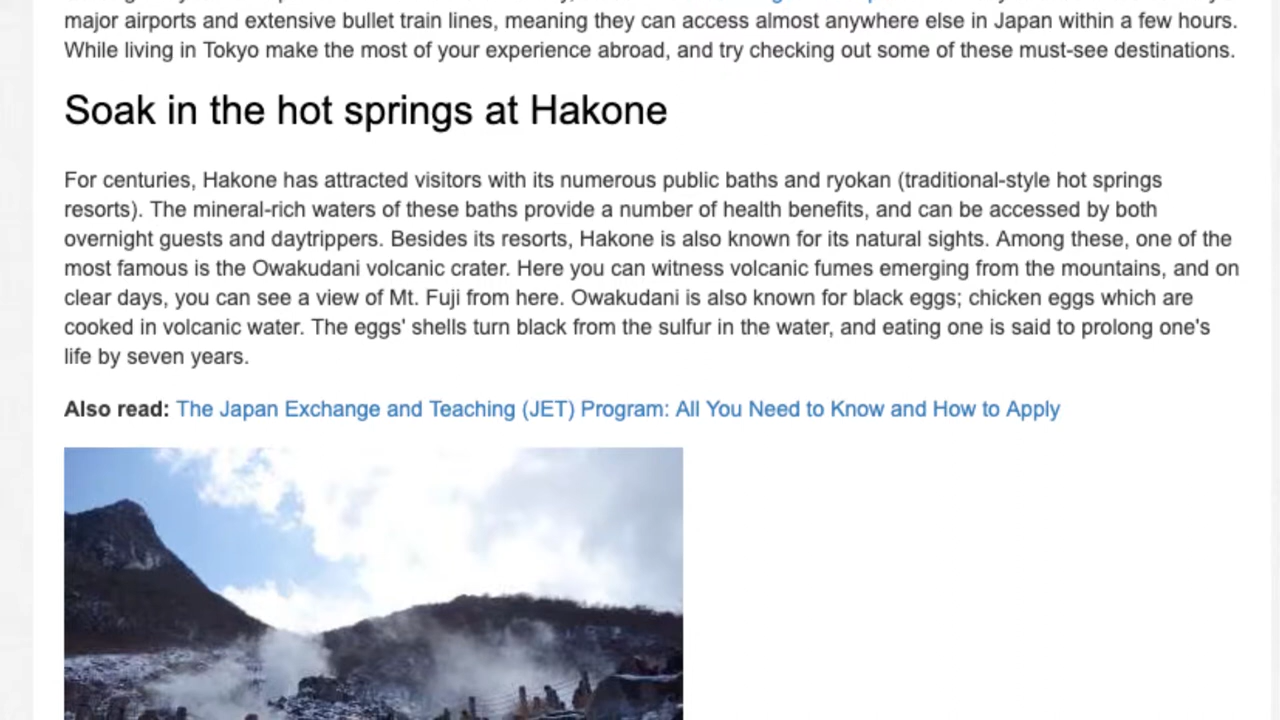 major airports and extensive bullet train lines, meaning they can access almost anywhere else in Japan within a few hours.
While living in Tokyo make the most of your experience abroad, and try checking out some of these must-see destinations.
Soak in the hot springs at Hakone
For centuries, Hakone has attracted visitors with its numerous public baths and ryokan (traditional-style hot springs
resorts). The mineral-rich waters of these baths provide a number of health benefits, and can be accessed by both
overnight guests and daytrippers. Besides its resorts, Hakone is also known for its natural sights. Among these, one of the
most famous is the Owakudani volcanic crater. Here you can witness volcanic fumes emerging from the mountains, and on
clear days, you can see a view of Mt. Fuji from here. Owakudani is also known for black eggs; chicken eggs which are
cooked in volcanic water. The eggs' shells turn black from the sulfur in the water, and eating one is said to prolong one's
life by seven years.
Also read: The Japan Exchange and Teaching (JET) Program: All You Need to Know and How to Apply